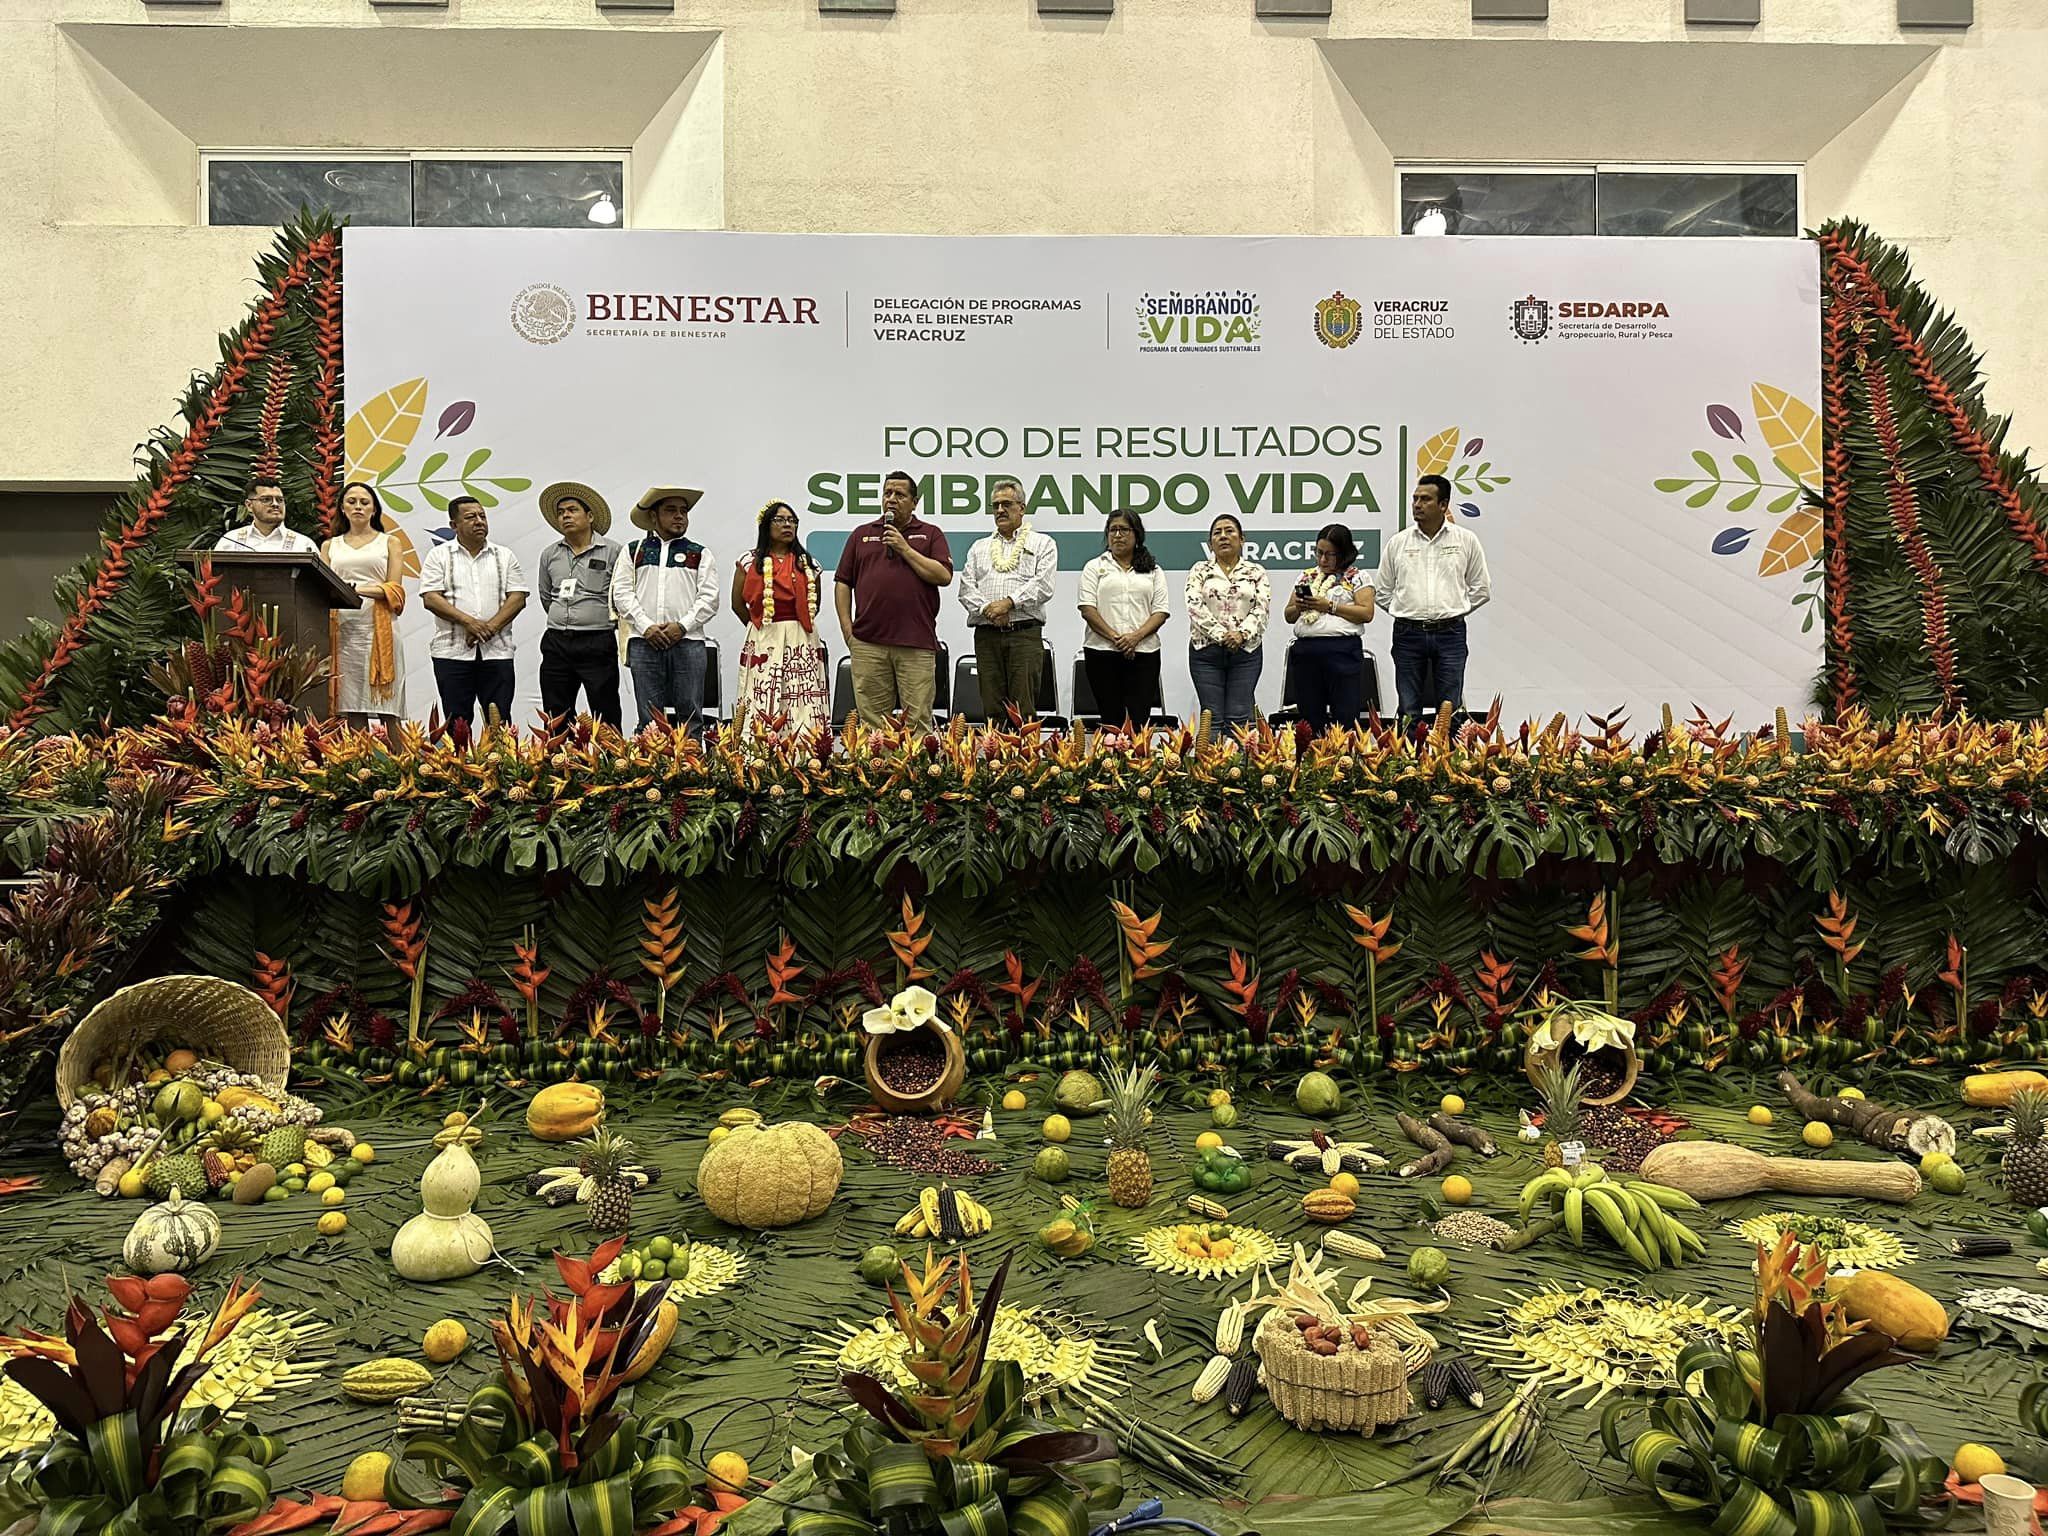 ESTADOS UNIDOS MEXICANOS
BIENESTAR
SECRETARÍA DE BIENESTAR
DELEGACIÓN DE PROGRAMAS
PARA EL BIENESTAR
VERACRUZ
SEMBRANDO
VIDA
PROGRAMA DE COMUNIDADES SUSTENTABLES
VERACRUZ
GOBIERNO
DEL ESTADO
SEDARPA
Secretaría de Desarrollo
Agropecuario, Rural y Pesca
FORO DE RESULTADOS
SEMBRANDO VIDA
VERACRUZ